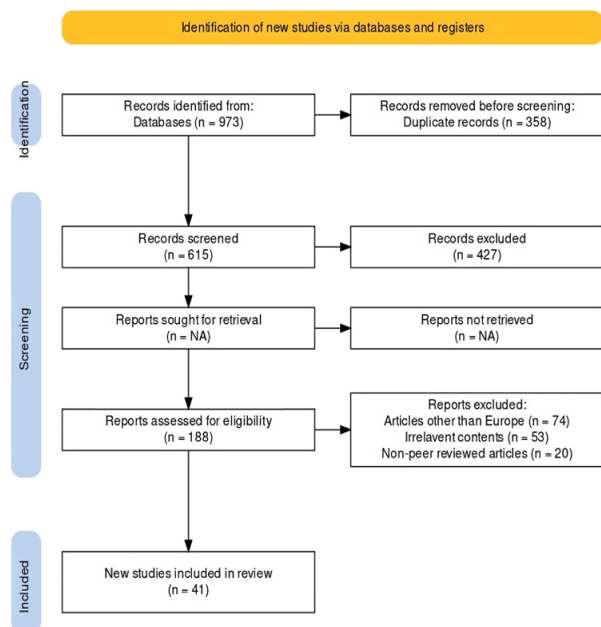 Identification of new studies via databases and registers
Identification
Records identified from:
Databases (n = 973)
Records removed before screening:
Duplicate records (n = 358)
Screening
Records screened
(n = 615)
Records excluded
(n = 427)
Reports sought for retrieval
(n = NA)
Reports not retrieved
(n = NA)
Reports assessed for eligibility
(n = 188)
Reports excluded:
Articles other than Europe (n = 74)
Irrelavent contents (n = 53)
Non-peer reviewed articles (n = 20)
Included
New studies included in review
(n = 41)